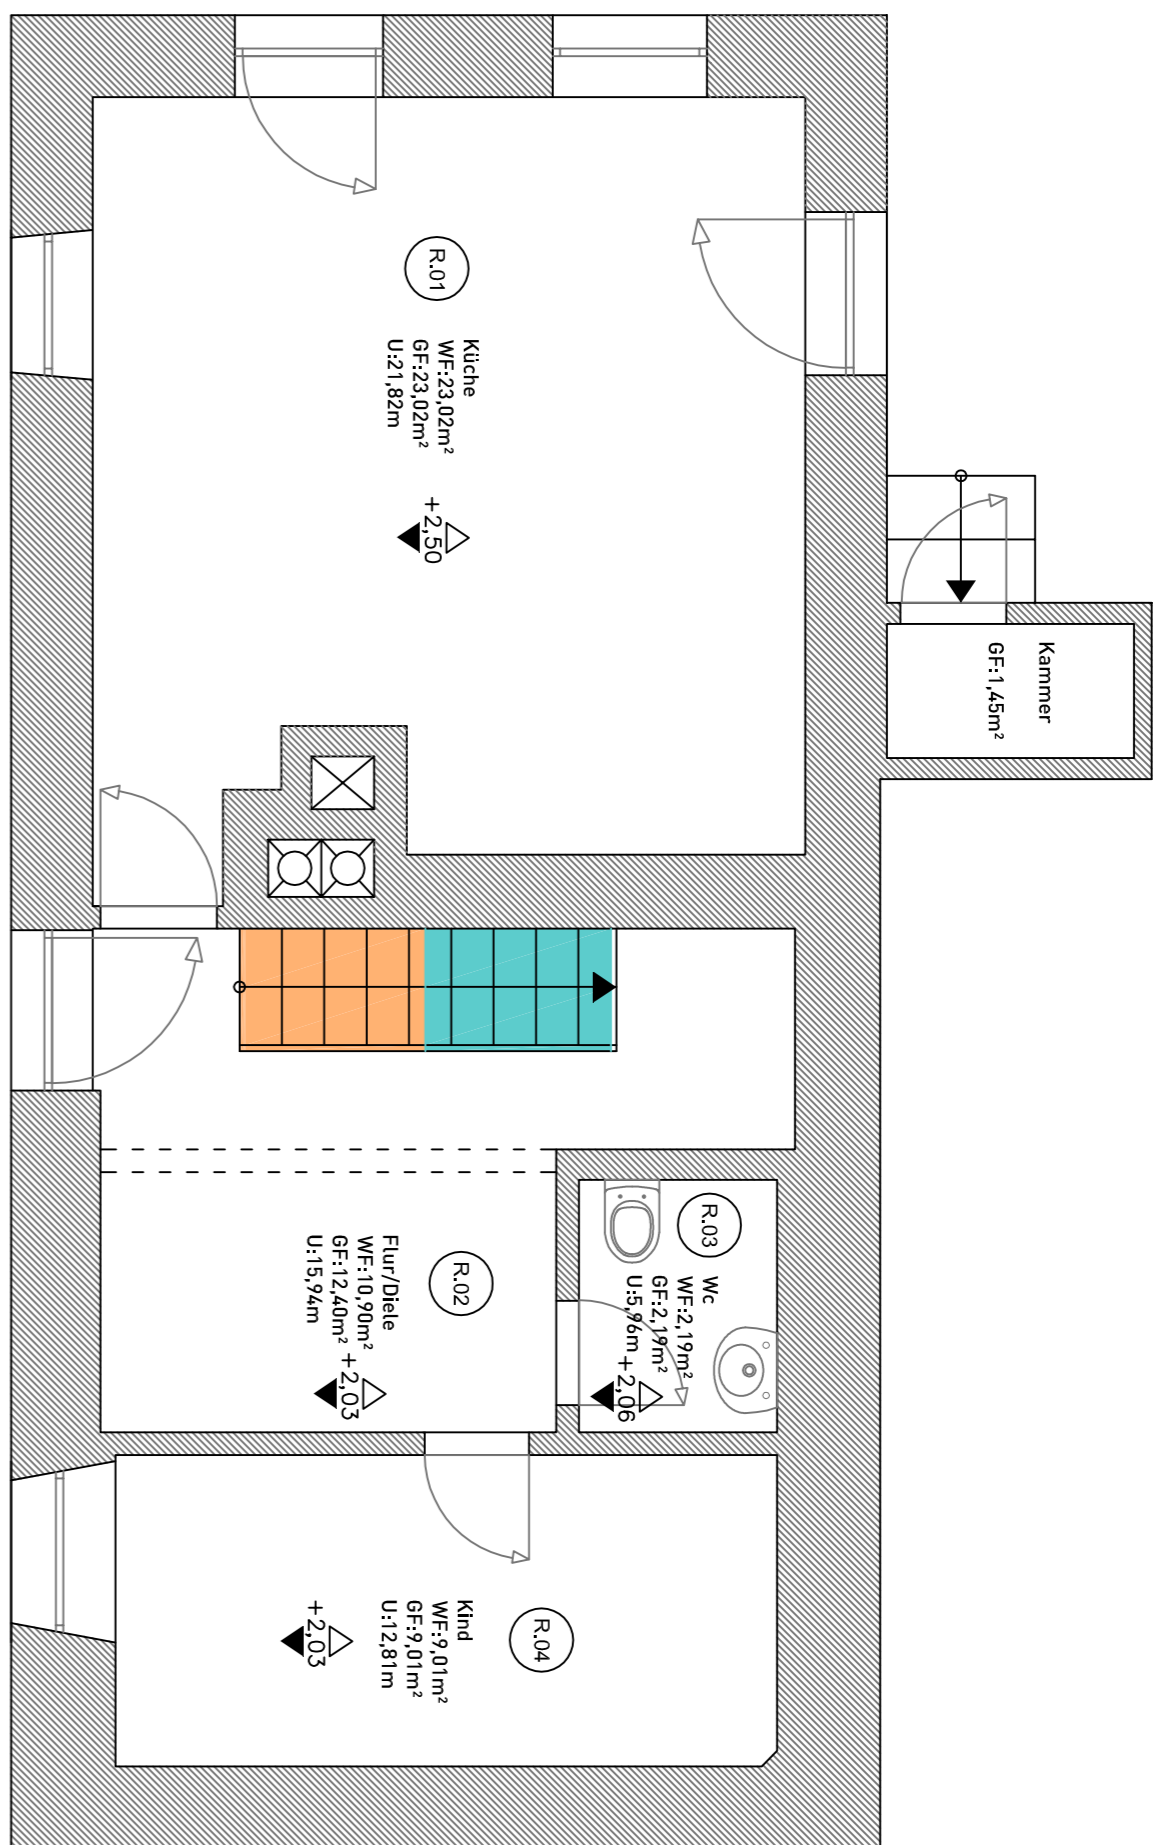 R.01
Küche
WF:23,02m²
GF:23,02m²
U:21,82m
+2,50
Kammer
GF:1,45m²
R.03
Wc
WF:2,19m²
GF:2,19m²
U:5,96m
+2,06
R.02
Flur/Diele
WF:10,90m²
GF:12,40m²
U:15,94m
+2,03
R.04
Kind
WF:9,01m²
GF:9,01m²
U:12,81m
+2,03